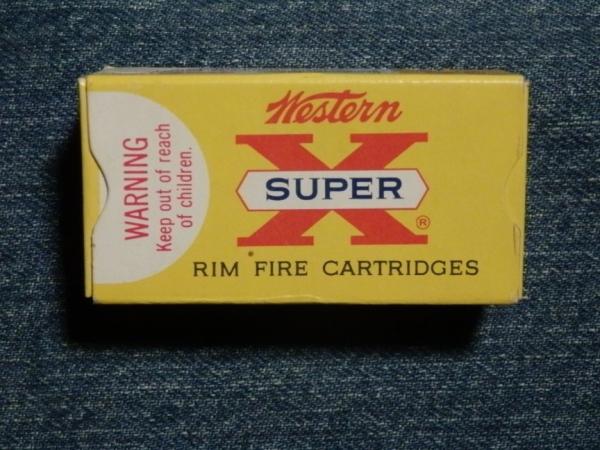 WARNING
Keep out of reach
of children.
Western
X
SUPER
®
RIM FIRE CARTRIDGES